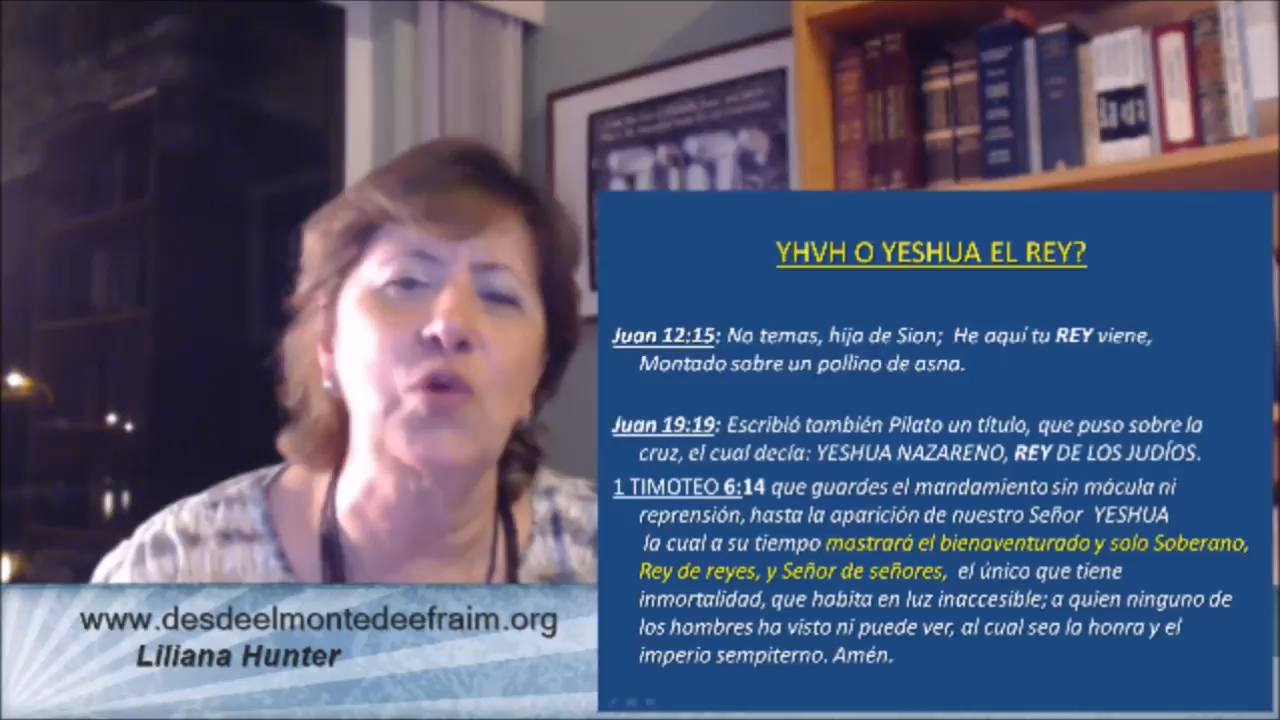 YHVH O YESHUA EL REY?
Juan 12:15: No temas, hija de Sion; He aquí tu REY viene,
Montado sobre un pollino de asna.
Juan 19:19: Escribió también Pilato un título, que puso sobre la
cruz, el cual decía: YESHUA NAZARENO, REY DE LOS JUDÍOS.
1 TIMOTEO 6:14 que guardes el mandamiento sin mácula ni
reprensión, hasta la aparición de nuestro Señor YESHUA
la cual a su tiempo mostrará el bienaventurado y solo Soberano,
Rey de reyes, y Señor de señores, el único que tiene
inmortalidad, que habita en luz inaccesible; a quien ninguno de
los hombres ha visto ni puede ver, al cual sea la honra y el
imperio sempiterno. Amén.
www.desdeelmontedeefraim.org
Liliana Hunter